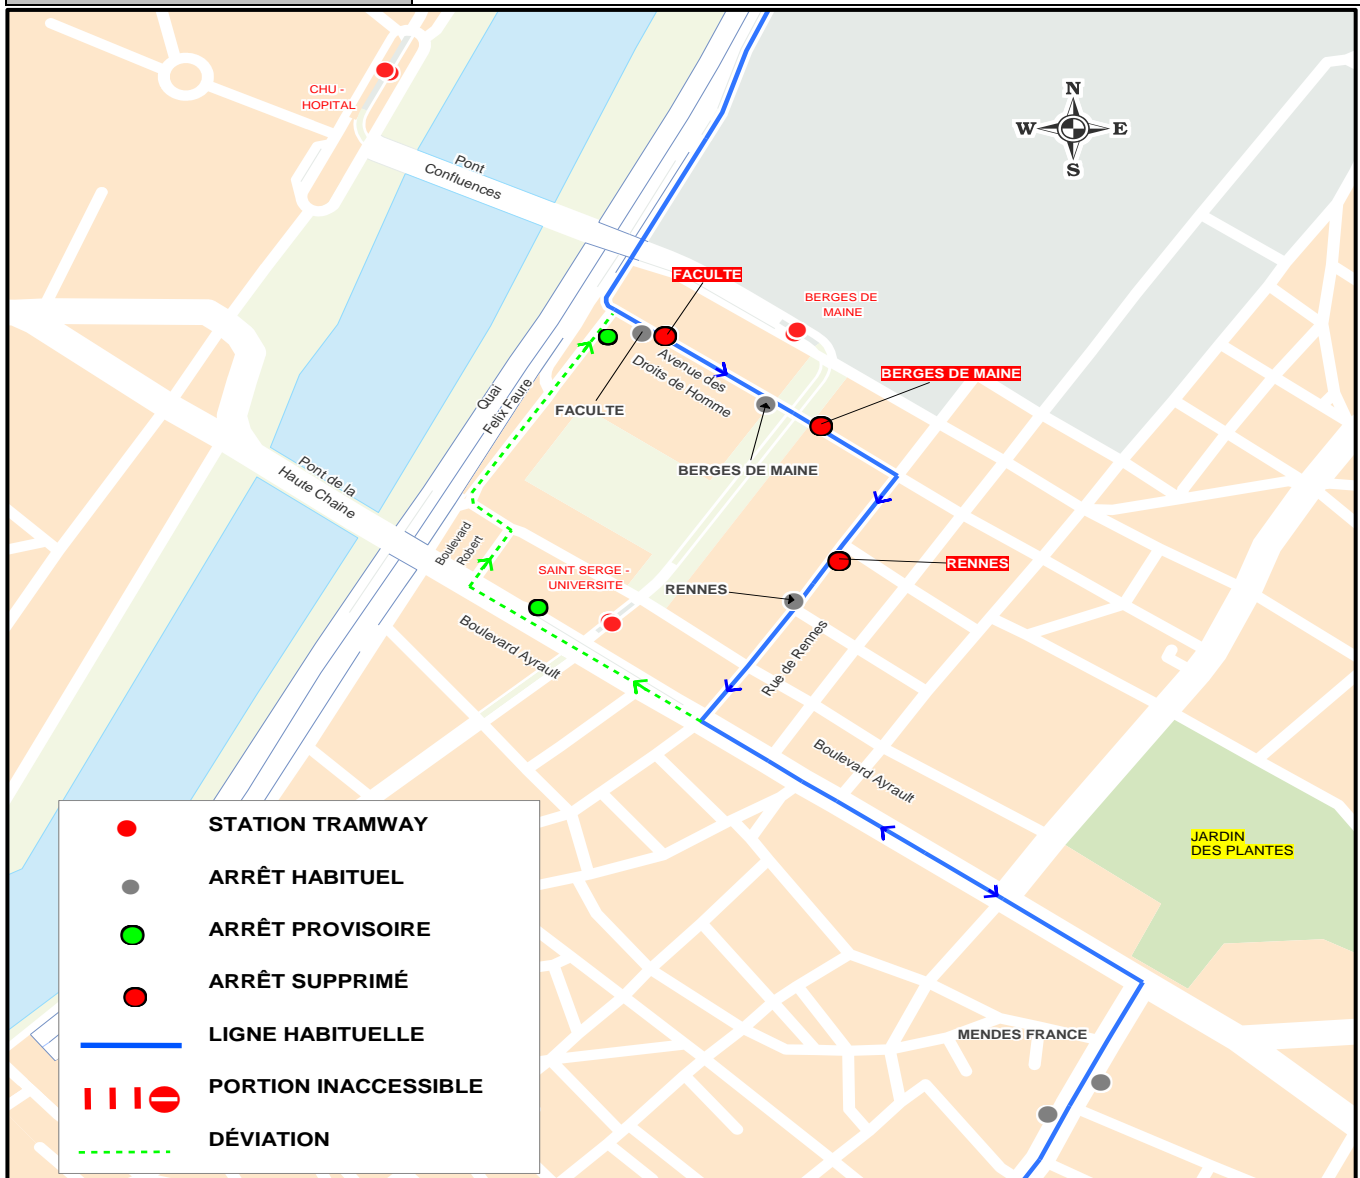 CHU -
HOPITAL
N
W
E
S
Pont
Confluences
FACULTE
BERGES DE
MAINE
Avenue des
Droits de Homme
BERGES DE MAINE
Quai
Felix Faure
FACULTE
BERGES DE MAINE
Pont de la
Haute Chaine
Boulevard
Robert
SAINT SERGE -
UNIVERSITE
RENNES
RENNES
Boulevard Ayrault
Rue de Rennes
Boulevard Ayrault
JARDIN
DES PLANTES
MENDES FRANCE
STATION TRAMWAY
ARRÊT HABITUEL
ARRÊT PROVISOIRE
ARRÊT SUPPRIMÉ
LIGNE HABITUELLE
PORTION INACCESSIBLE
DÉVIATION